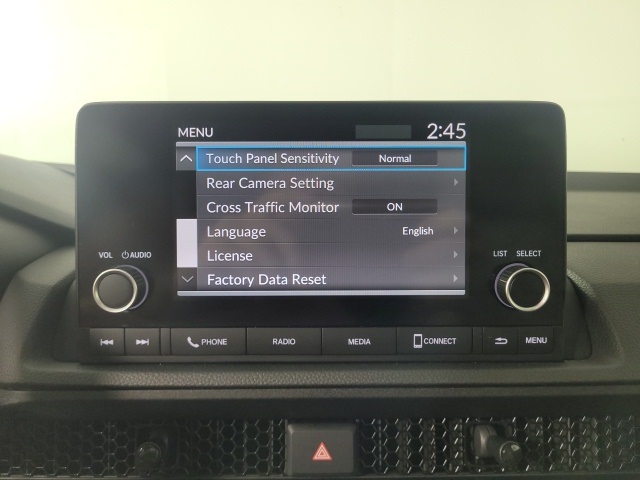 MENU 2:45
Touch Panel Sensitivity Normal
Rear Camera Setting
Cross Traffic Monitor ON
Language English
License
Factory Data Reset
VOL AUDIO LIST SELECT
PHONE RADIO MEDIA CONNECT MENU